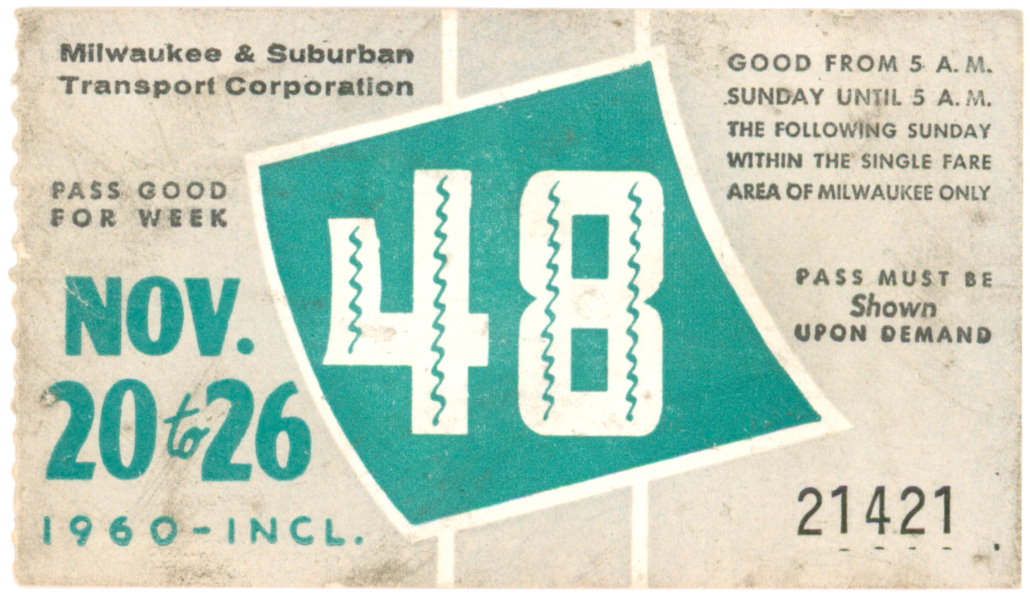 Milwaukee & Suburban
Transport Corporation
PASS GOOD
FOR WEEK
NOV.
20 to 26
1960-INCL.
48
GOOD FROM 5 A.M.
SUNDAY UNTIL 5 A.M.
THE FOLLOWING SUNDAY
WITHIN THE SINGLE FARE
AREA OF MILWAUKEE ONLY
PASS MUST BE
Shown
UPON DEMAND
21421